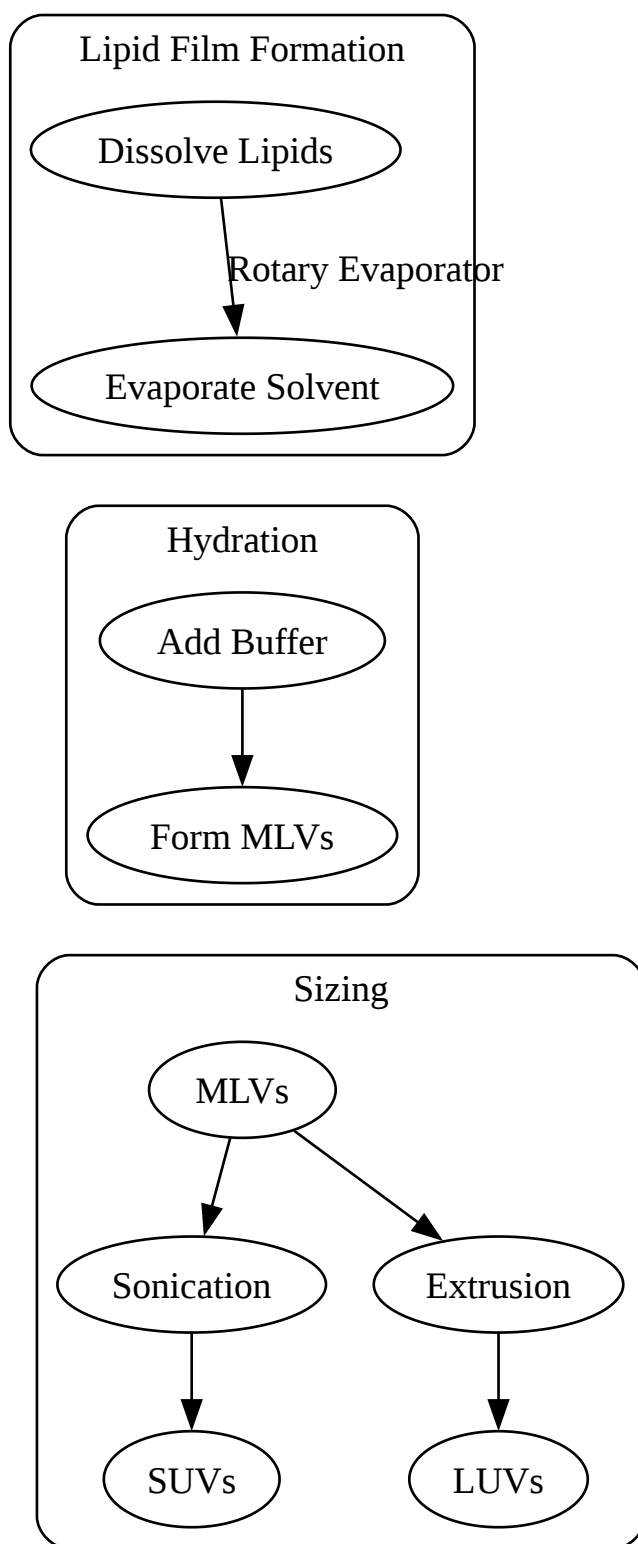 Lipid Film Formation
Dissolve Lipids
Rotary Evaporator
Evaporate Solvent
Hydration
Add Buffer
Form MLVs
Sizing
MLVs
Sonication
Extrusion
SUVs
LUVs